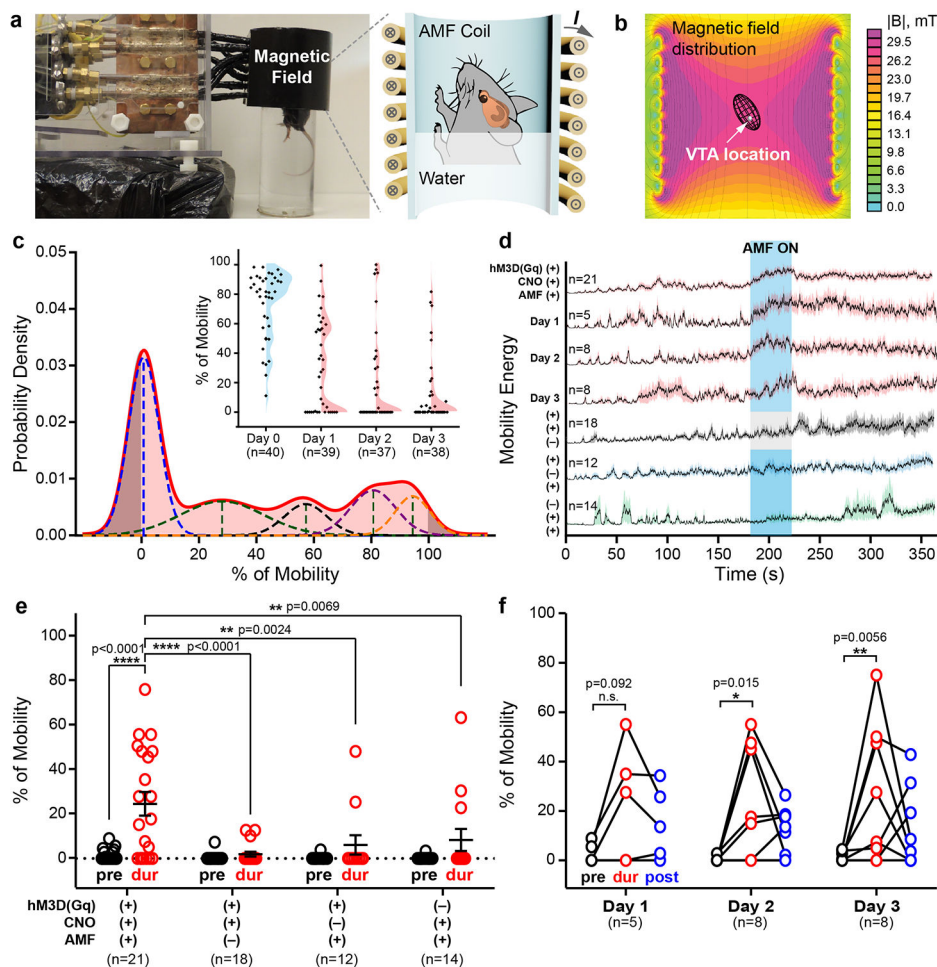 a
Magnetic
Field
AMF Coil
I
Water
b
Magnetic field
distribution
VTA location
|B|, mT
29.5
26.2
23.0
19.7
16.4
13.1
9.8
6.6
3.3
0.0
c
Probability Density
0.05
0.04
0.03
0.02
0.01
0.00
0
20
40
60
80
100
% of Mobility
% of Mobility
100
80
60
40
20
0
Day 0
(n=40)
Day 1
(n=39)
Day 2
(n=37)
Day 3
(n=38)
d
AMF ON
Mobility Energy
hM3D(Gq) (+)
CNO (+)
AMF (+)
n=21
Day 1
n=5
Day 2
n=8
Day 3
n=8
(+)
(+)
(−)
n=18
(+)
(−)
(+)
n=12
(−)
(+)
(+)
n=14
0
50
100
150
200
250
300
350
Time (s)
e
% of Mobility
100
80
60
40
20
0
p<0.0001
****
**** p<0.0001
** p=0.0024
** p=0.0069
pre dur pre dur pre dur pre dur
hM3D(Gq) (+) (+) (+) (−)
CNO (+) (+) (−) (+)
AMF (+) (−) (+) (+)
(n=21) (n=18) (n=12) (n=14)
f
% of Mobility
100
80
60
40
20
0
p=0.092
n.s.
p=0.015
*
p=0.0056
**
pre dur post
Day 1
(n=5)
Day 2
(n=8)
Day 3
(n=8)